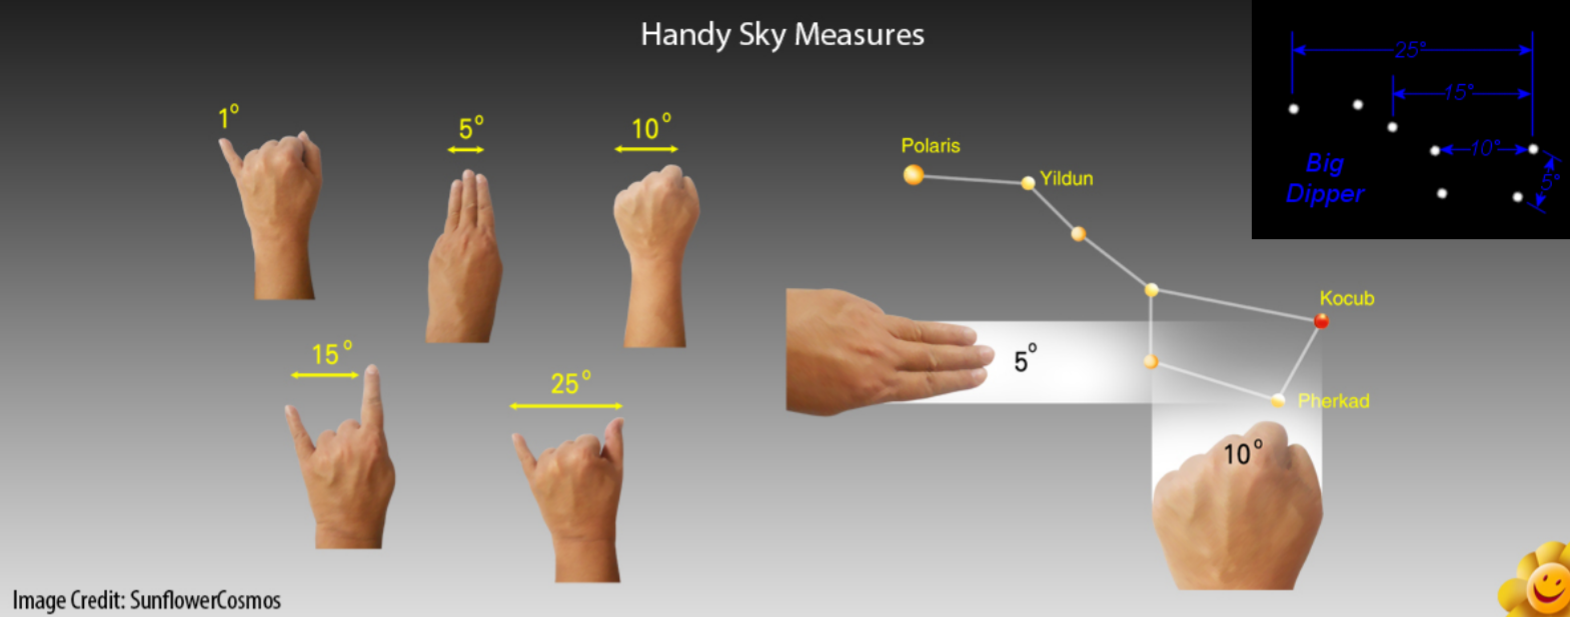 Handy Sky Measures
1°
5°
10°
15°
25°
Polaris
Yildun
Kocub
Pherkad
5°
10°
25°
15°
10°
5°
Big
Dipper
Image Credit: SunflowerCosmos